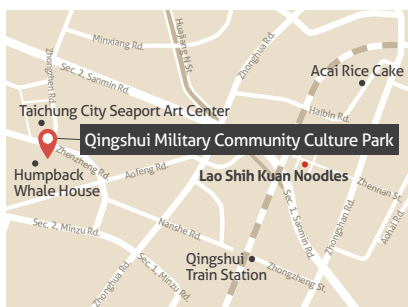 Minxiang Rd.
Huajiang N St.
Zhonghua Rd.
Zhongzhen Rd.
Sec. 2, Sanmin Rd.
Acai Rice Cake
Taichung City Seaport Art Center
Haibin Rd.
Qingshui Military Community Culture Park
Zhenzheng Rd.
Humpback
Whale House
Aofeng Rd.
Lao Shih Kuan Noodles
Zhennan St.
Sec. 2, Minzu Rd.
Nanshe Rd.
Sec. 1, Sanmin Rd.
Zhongshan Rd.
Aohai Rd.
Qingshui
Train Station
Zhongzheng St.
Zhonghua Rd.
Sec. 1, Minzu Rd.